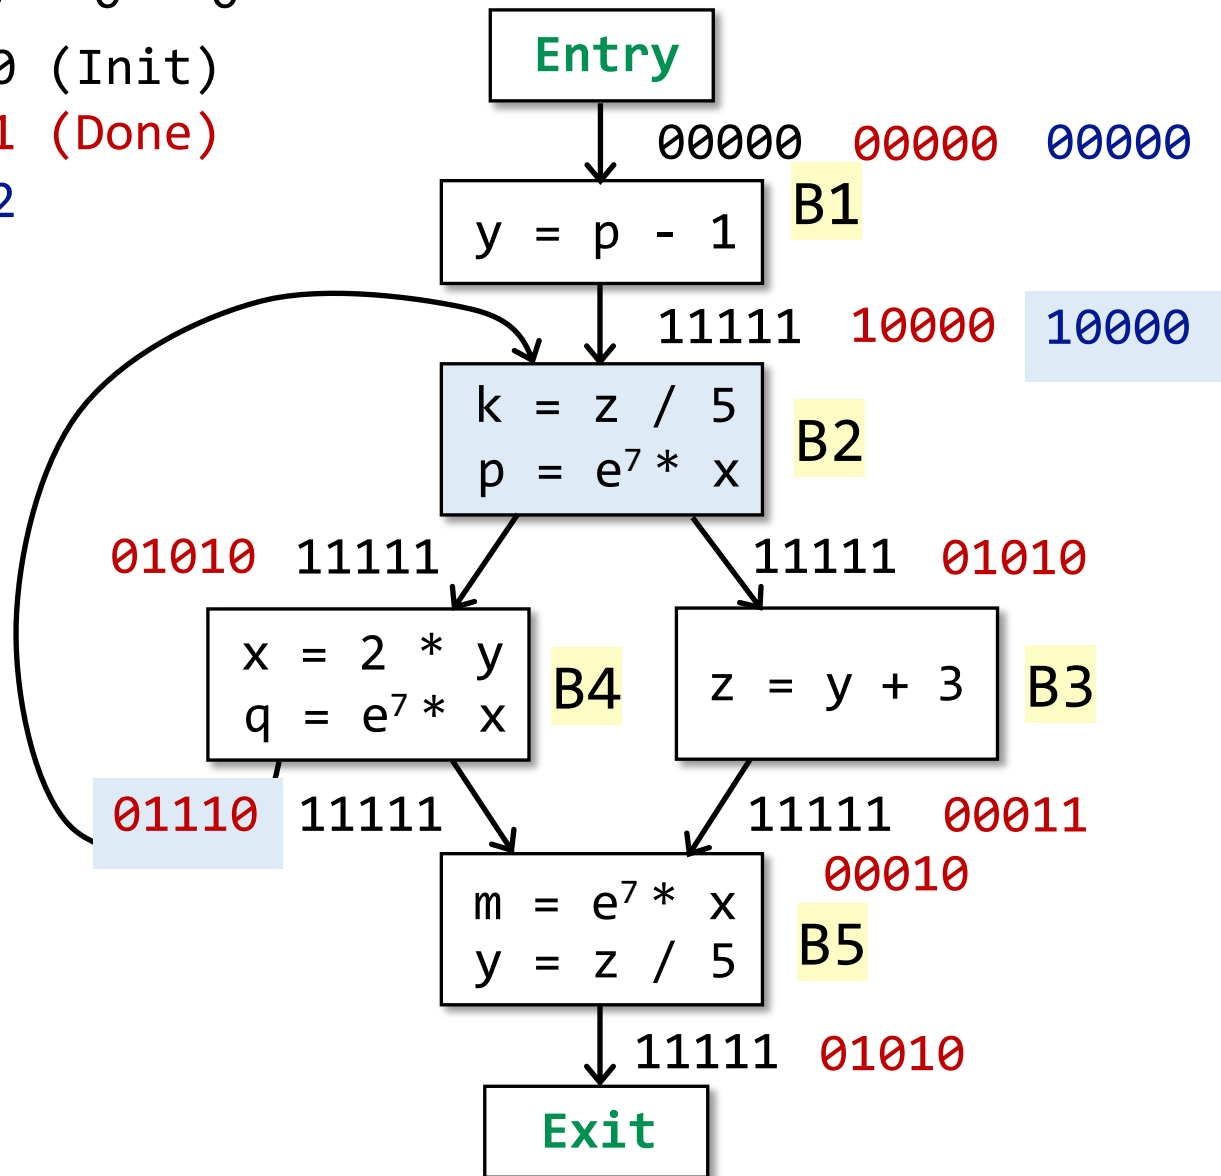 Entry
0 (Init)
1 (Done)
2
00000 00000 00000
B1
y = p - 1
11111 10000 10000
k = z / 5
p = e⁷ * x
B2
01010 11111
11111 01010
x = 2 * y
q = e⁷ * x
B4
z = y + 3
B3
01110 11111
11111 00011
00010
m = e⁷ * x
y = z / 5
B5
11111 01010
Exit